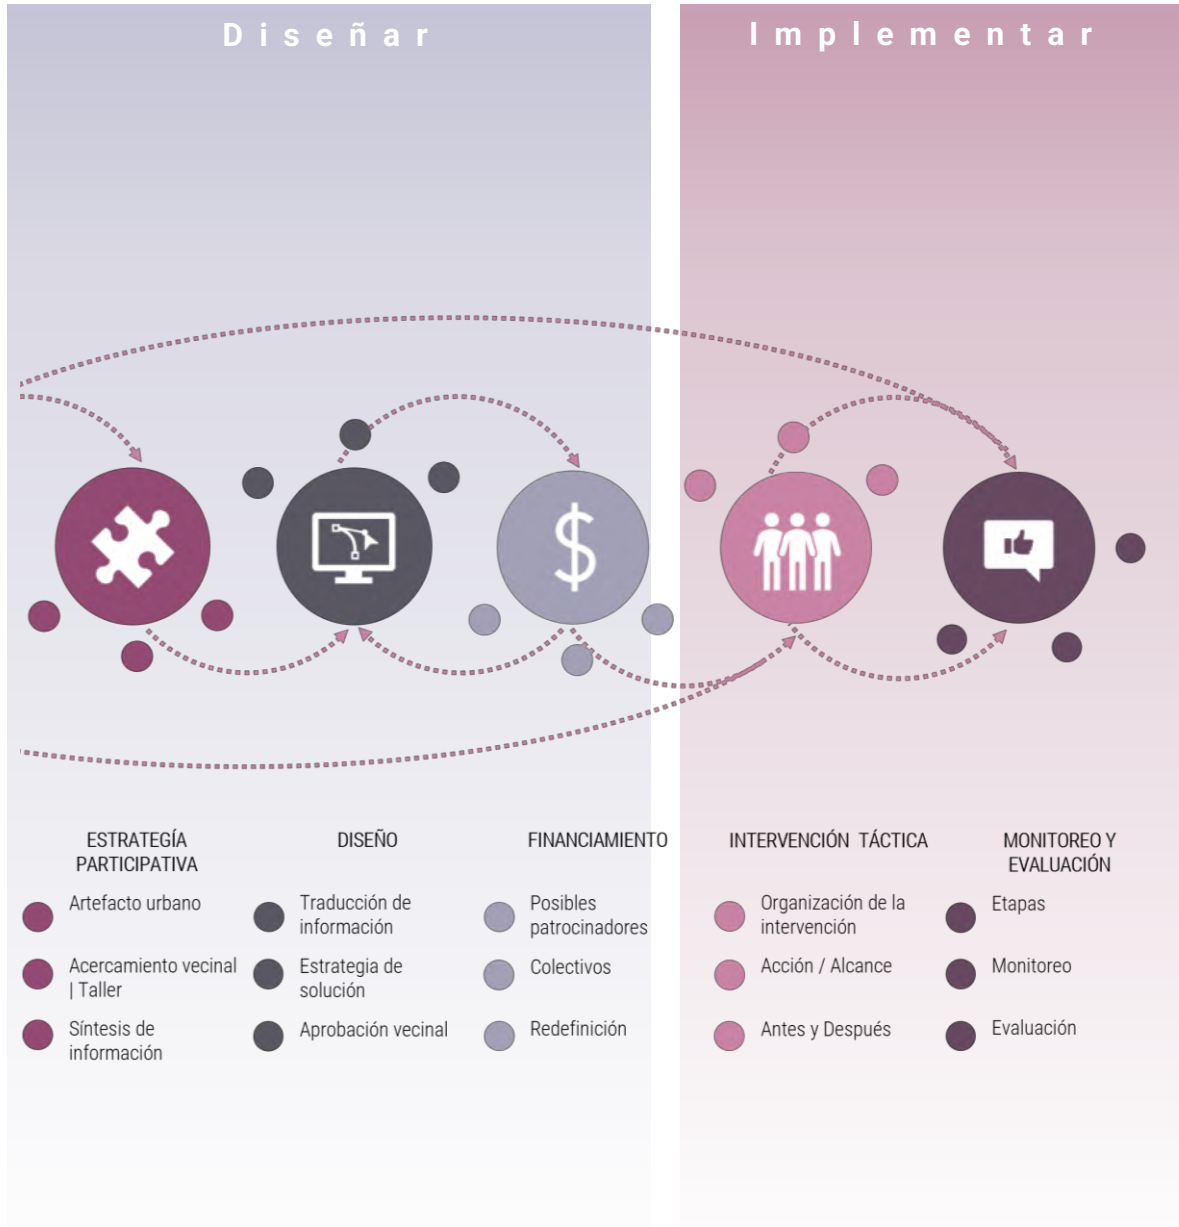 Diseñar
Implementar
ESTRATEGÍA
PARTICIPATIVA
Artefacto urbano
Acercamiento vecinal
| Taller
Síntesis de
información
DISEÑO
Traducción de
información
Estrategia de
solución
Aprobación vecinal
FINANCIAMIENTO
Posibles
patrocinadores
Colectivos
Redefinición
INTERVENCIÓN TÁCTICA
Organización de la
intervención
Acción / Alcance
Antes y Después
MONITOREO Y
EVALUACIÓN
Etapas
Monitoreo
Evaluación